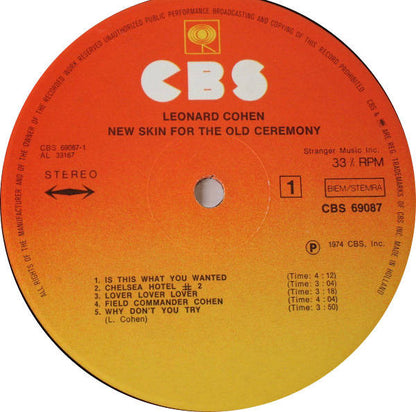 ALL RIGHTS OF THE MANUFACTURER AND OF THE OWNER OF THE RECORDED WORK RESERVED UNAUTHORIZED PUBLIC PERFORMANCE BROADCASTING AND COPYING OF THIS RECORD PROHIBITED. CBS & ARE REG. TRADEMARKS OF CBS INC. MADE IN HOLLAND
CBS
LEONARD COHEN
NEW SKIN FOR THE OLD CEREMONY
CBS 69087-1
AL 33167
Stranger Music Inc.
33⅓ RPM
STEREO
1
BIEM/STEMRA
CBS 69087
Ⓟ 1974 CBS, Inc.
1. IS THIS WHAT YOU WANTED (Time: 4 : 12)
2. CHELSEA HOTEL # 2 (Time: 3 : 04)
3. LOVER LOVER LOVER (Time: 3 : 18)
4. FIELD COMMANDER COHEN (Time: 4 : 04)
5. WHY DON'T YOU TRY (Time: 3 : 50)
(L. Cohen)